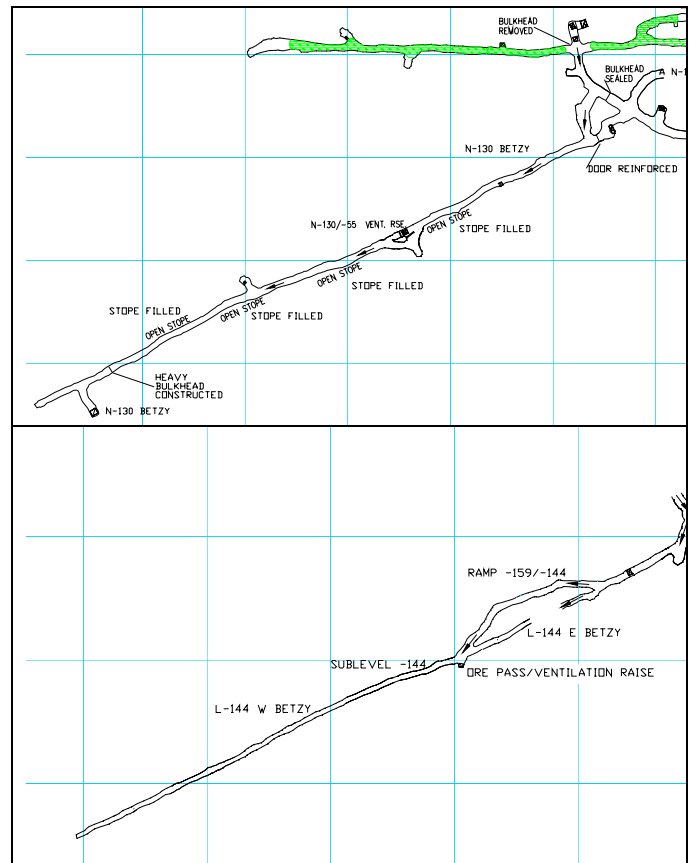 BULKHEAD
REMOVED
BULKHEAD
SEALED
A N-1
N-130 BETZY
DOOR REINFORCED
N-130/-55 VENT. RSE
OPEN STOPE
STOPE FILLED
OPEN STOPE
STOPE FILLED
STOPE FILLED
OPEN STOPE
OPEN STOPE
STOPE FILLED
HEAVY
BULKHEAD
CONSTRUCTED
N-130 BETZY
RAMP -159/-144
L-144 E BETZY
SUBLEVEL -144
ORE PASS/VENTILATION RAISE
L-144 W BETZY